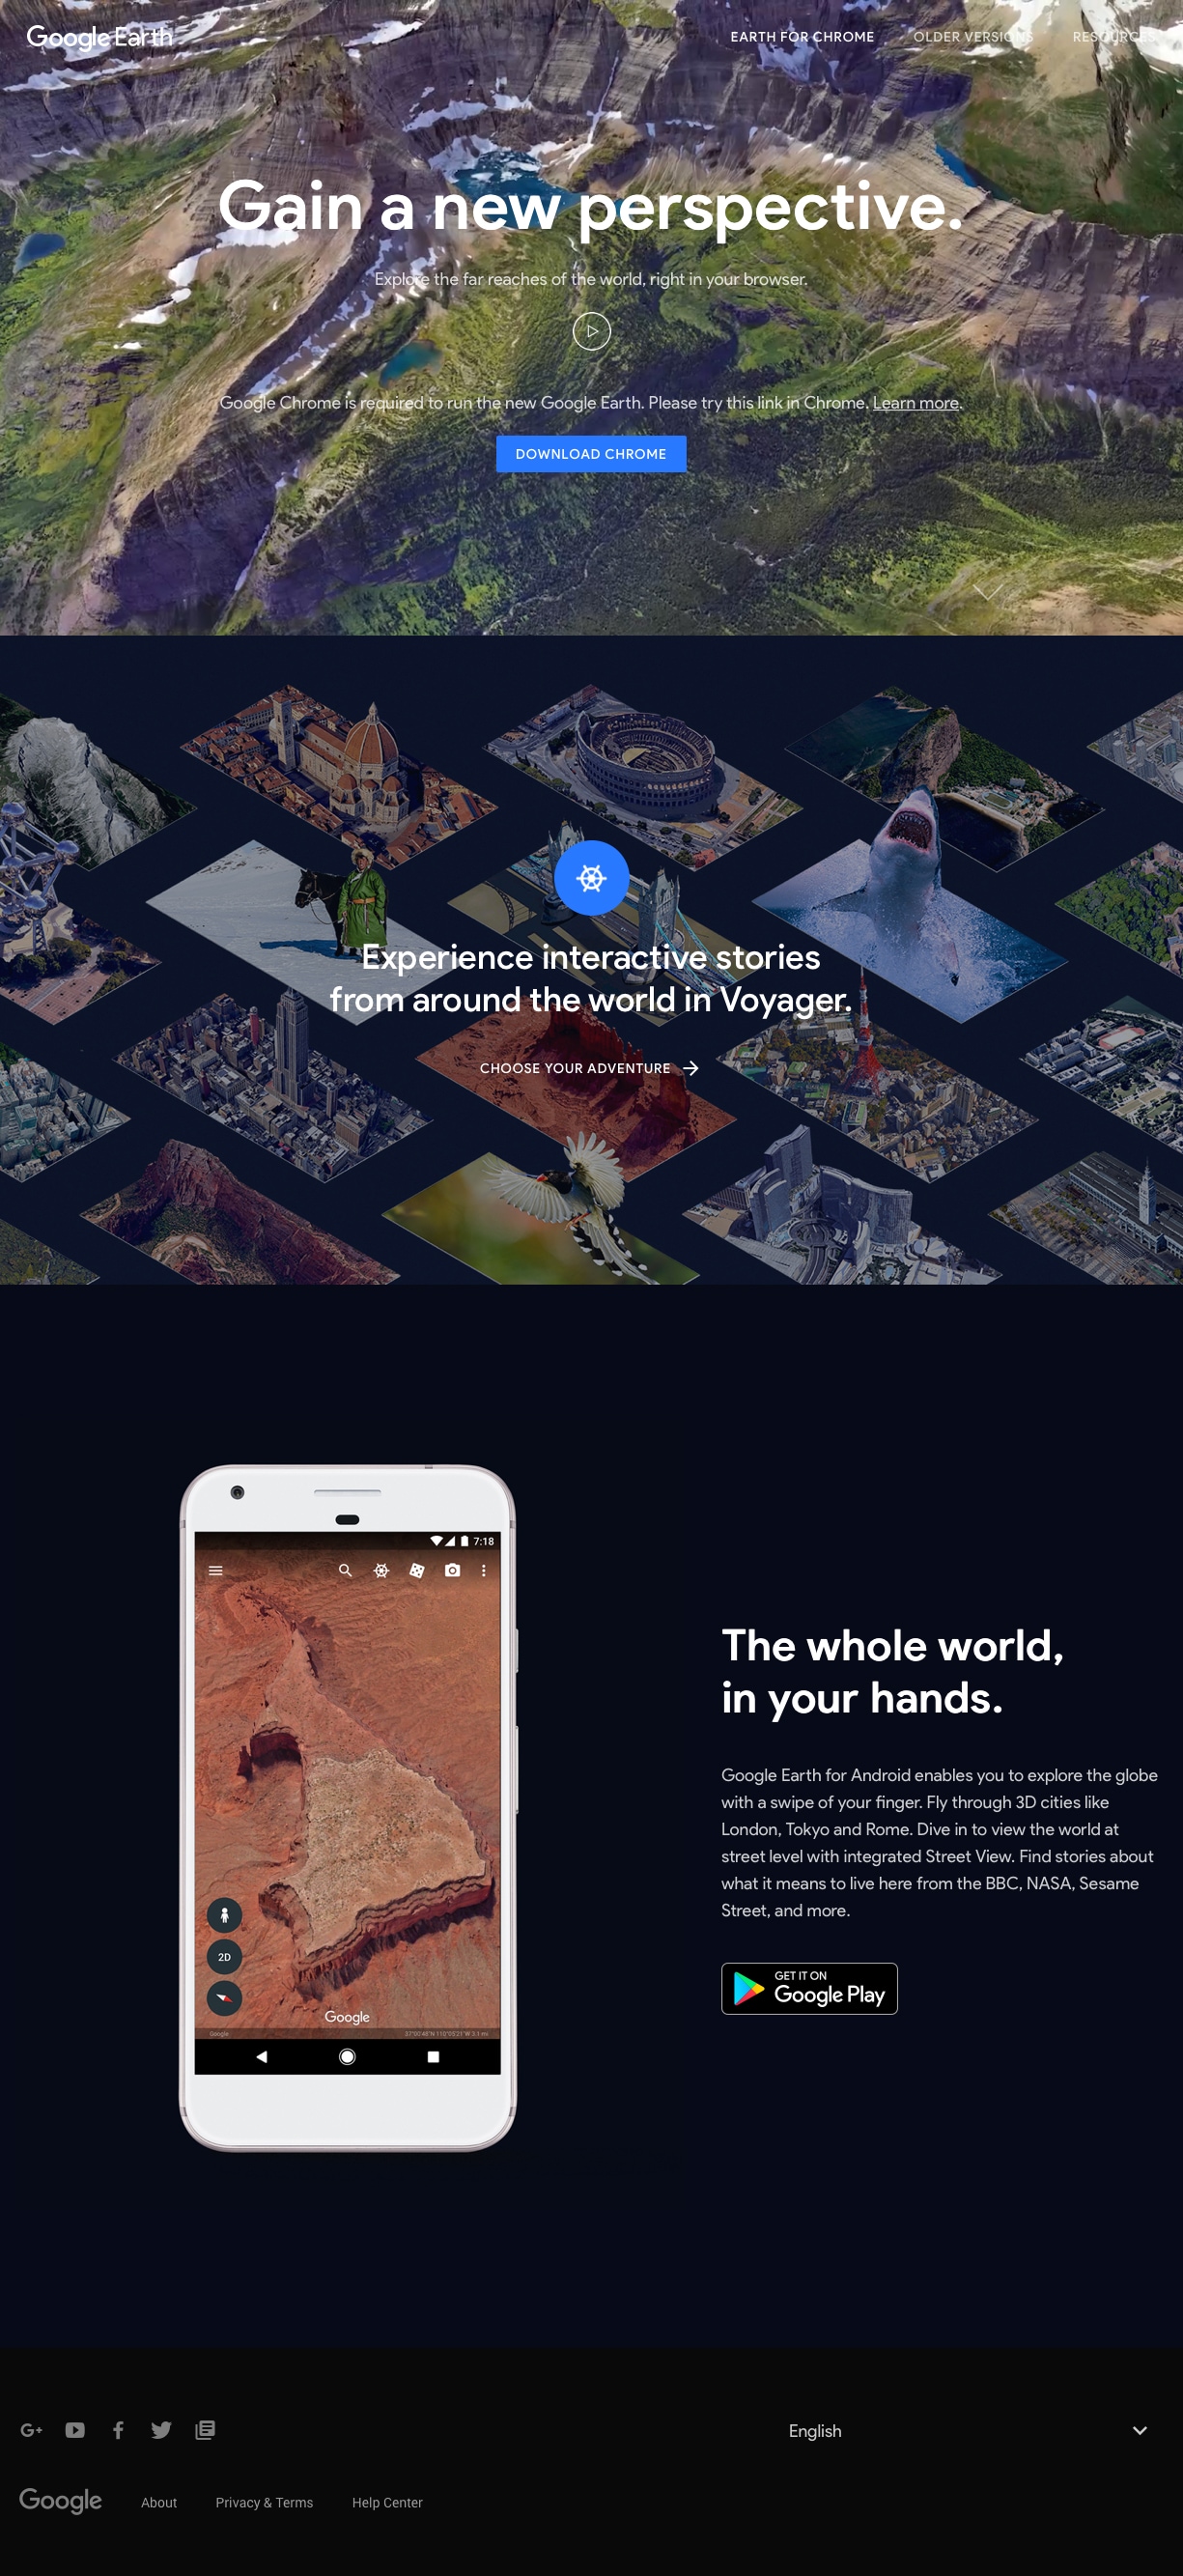 Google Earth
EARTH FOR CHROME
OLDER VERSIONS
RESOURCES
Gain a new perspective.
Explore the far reaches of the world, right in your browser.
Google Chrome is required to run the new Google Earth. Please try this link in Chrome. Learn more.
DOWNLOAD CHROME
Experience interactive stories
from around the world in Voyager.
CHOOSE YOUR ADVENTURE
7:18
2D
Google
Google
The whole world,
in your hands.
Google Earth for Android enables you to explore the globe
with a swipe of your finger. Fly through 3D cities like
London, Tokyo and Rome. Dive in to view the world at
street level with integrated Street View. Find stories about
what it means to live here from the BBC, NASA, Sesame
Street, and more.
GET IT ON
Google Play
G+
English
Google
About
Privacy & Terms
Help Center